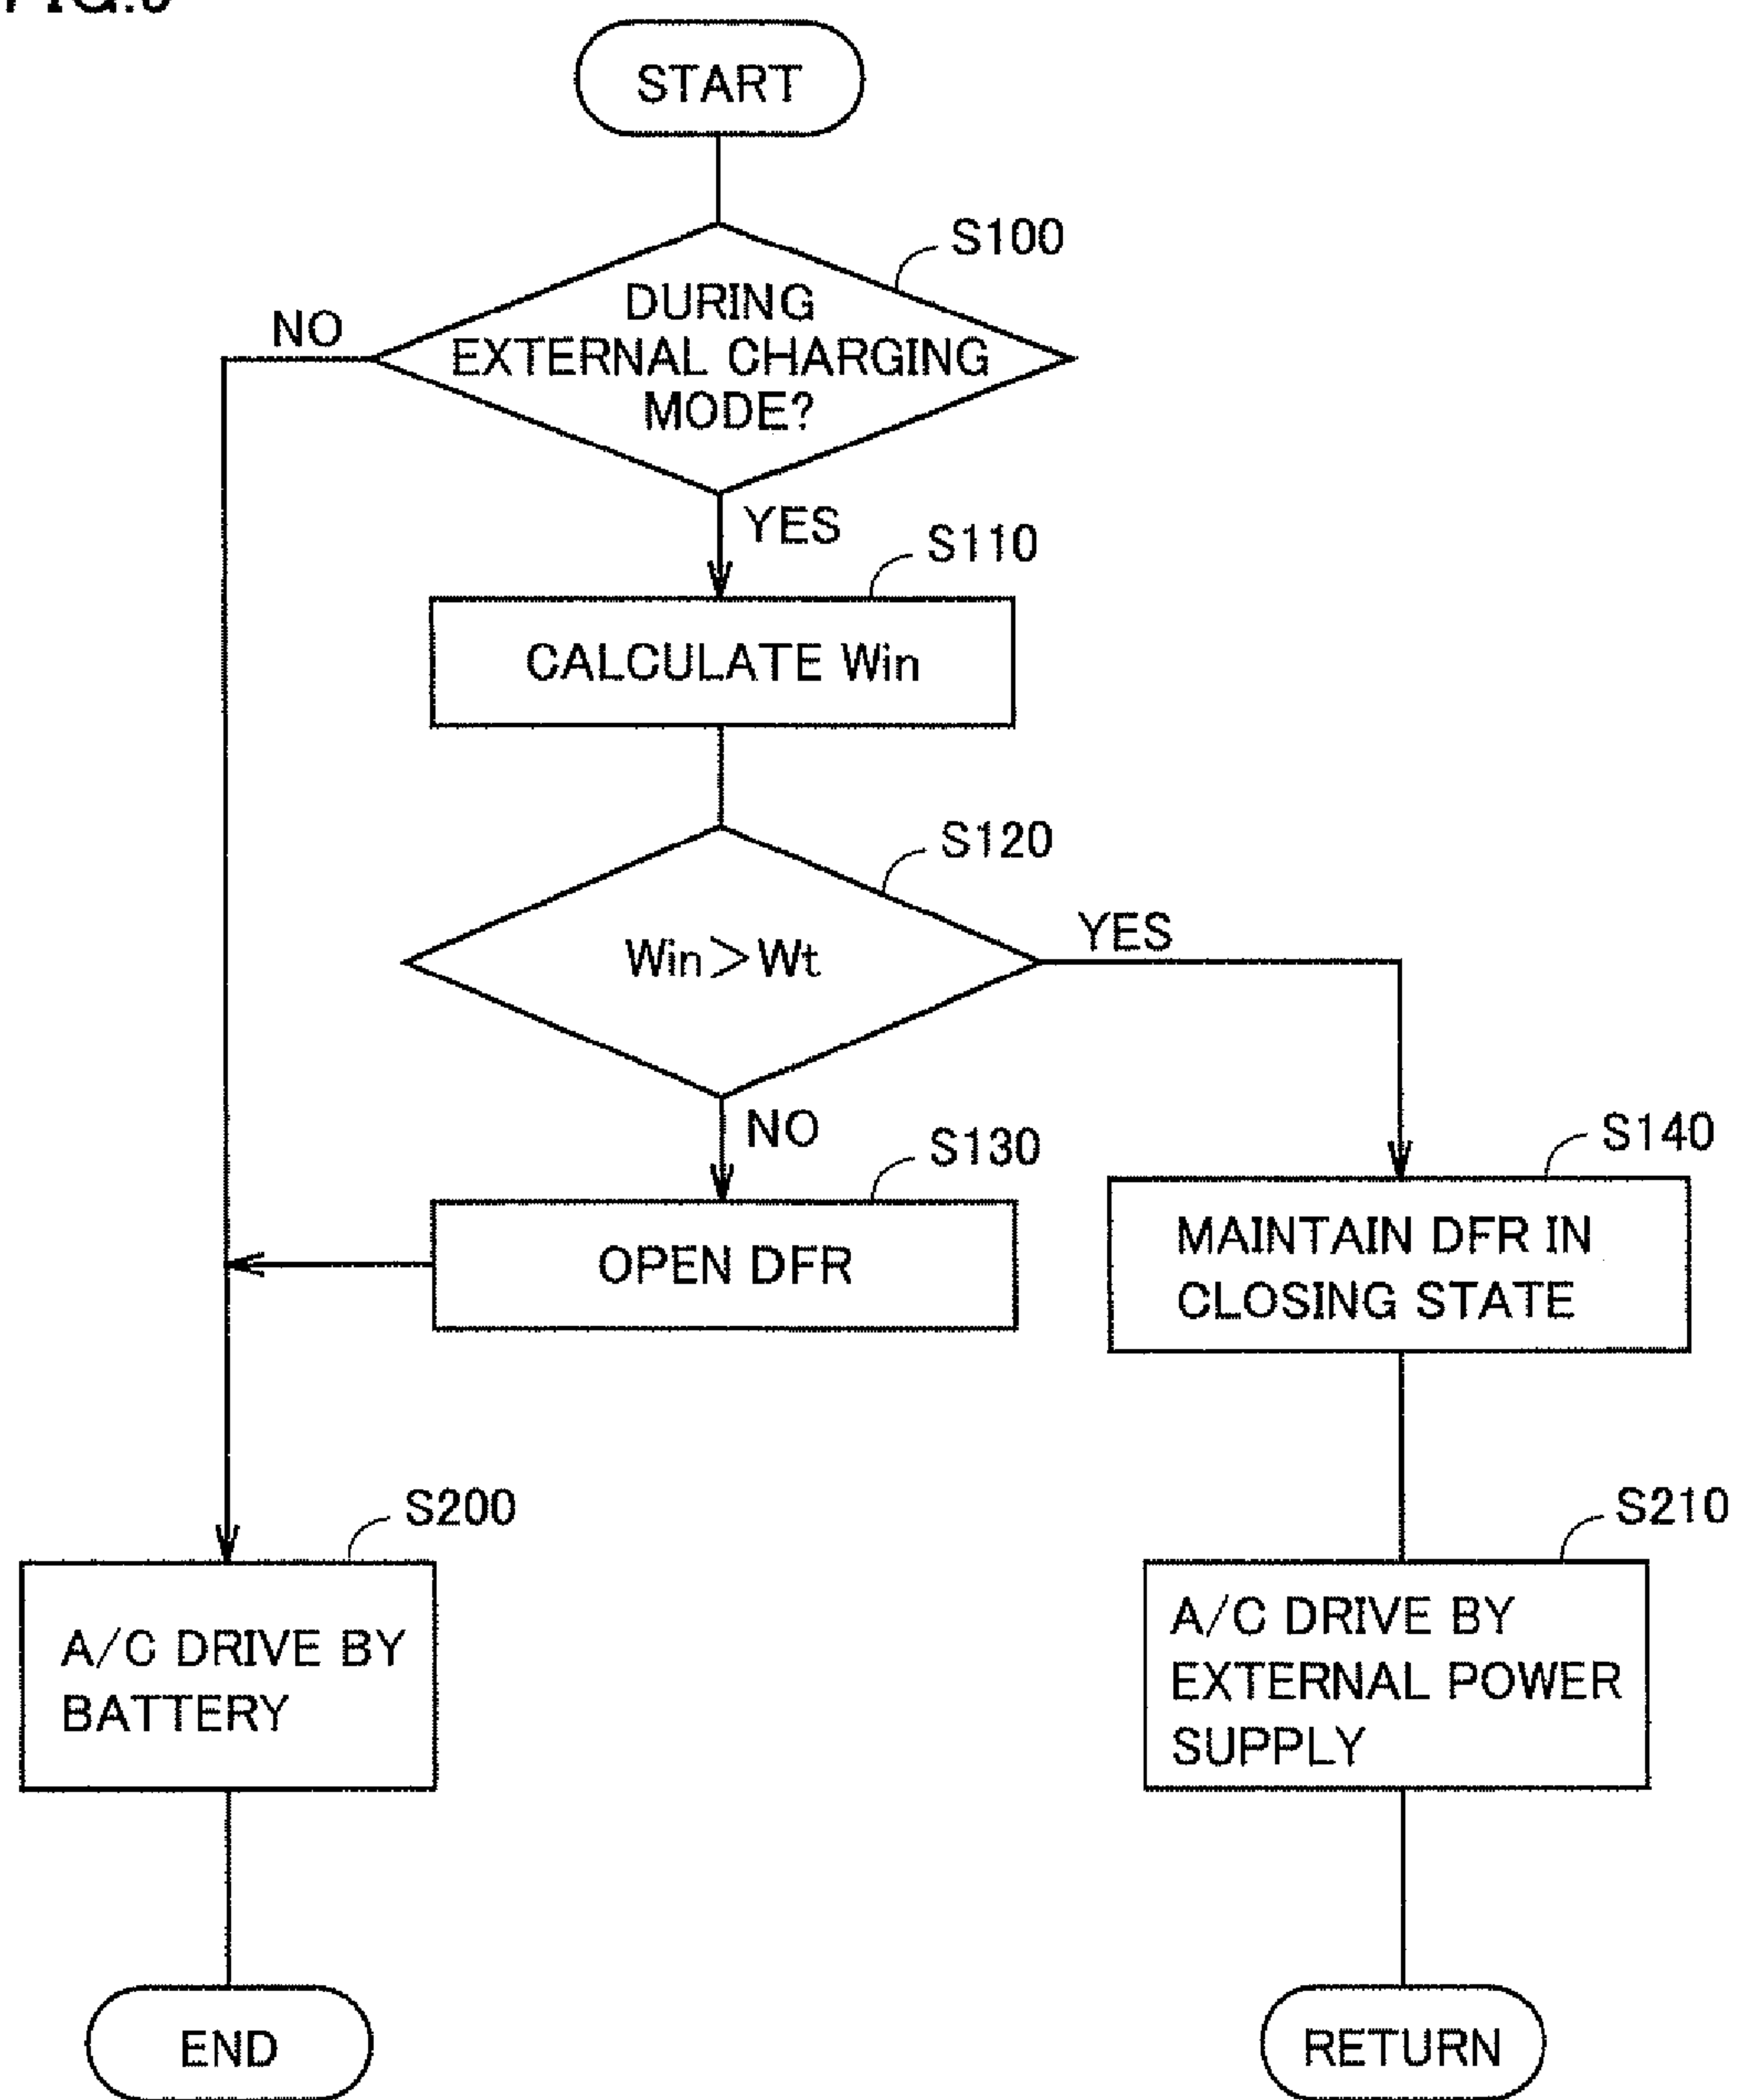 START
S100
DURING
EXTERNAL CHARGING
MODE?
NO
YES
S110
CALCULATE Win
S120
Win>Wt
YES
NO
S130
OPEN DFR
S140
MAINTAIN DFR IN
CLOSING STATE
S200
A/C DRIVE BY
BATTERY
S210
A/C DRIVE BY
EXTERNAL POWER
SUPPLY
END
RETURN